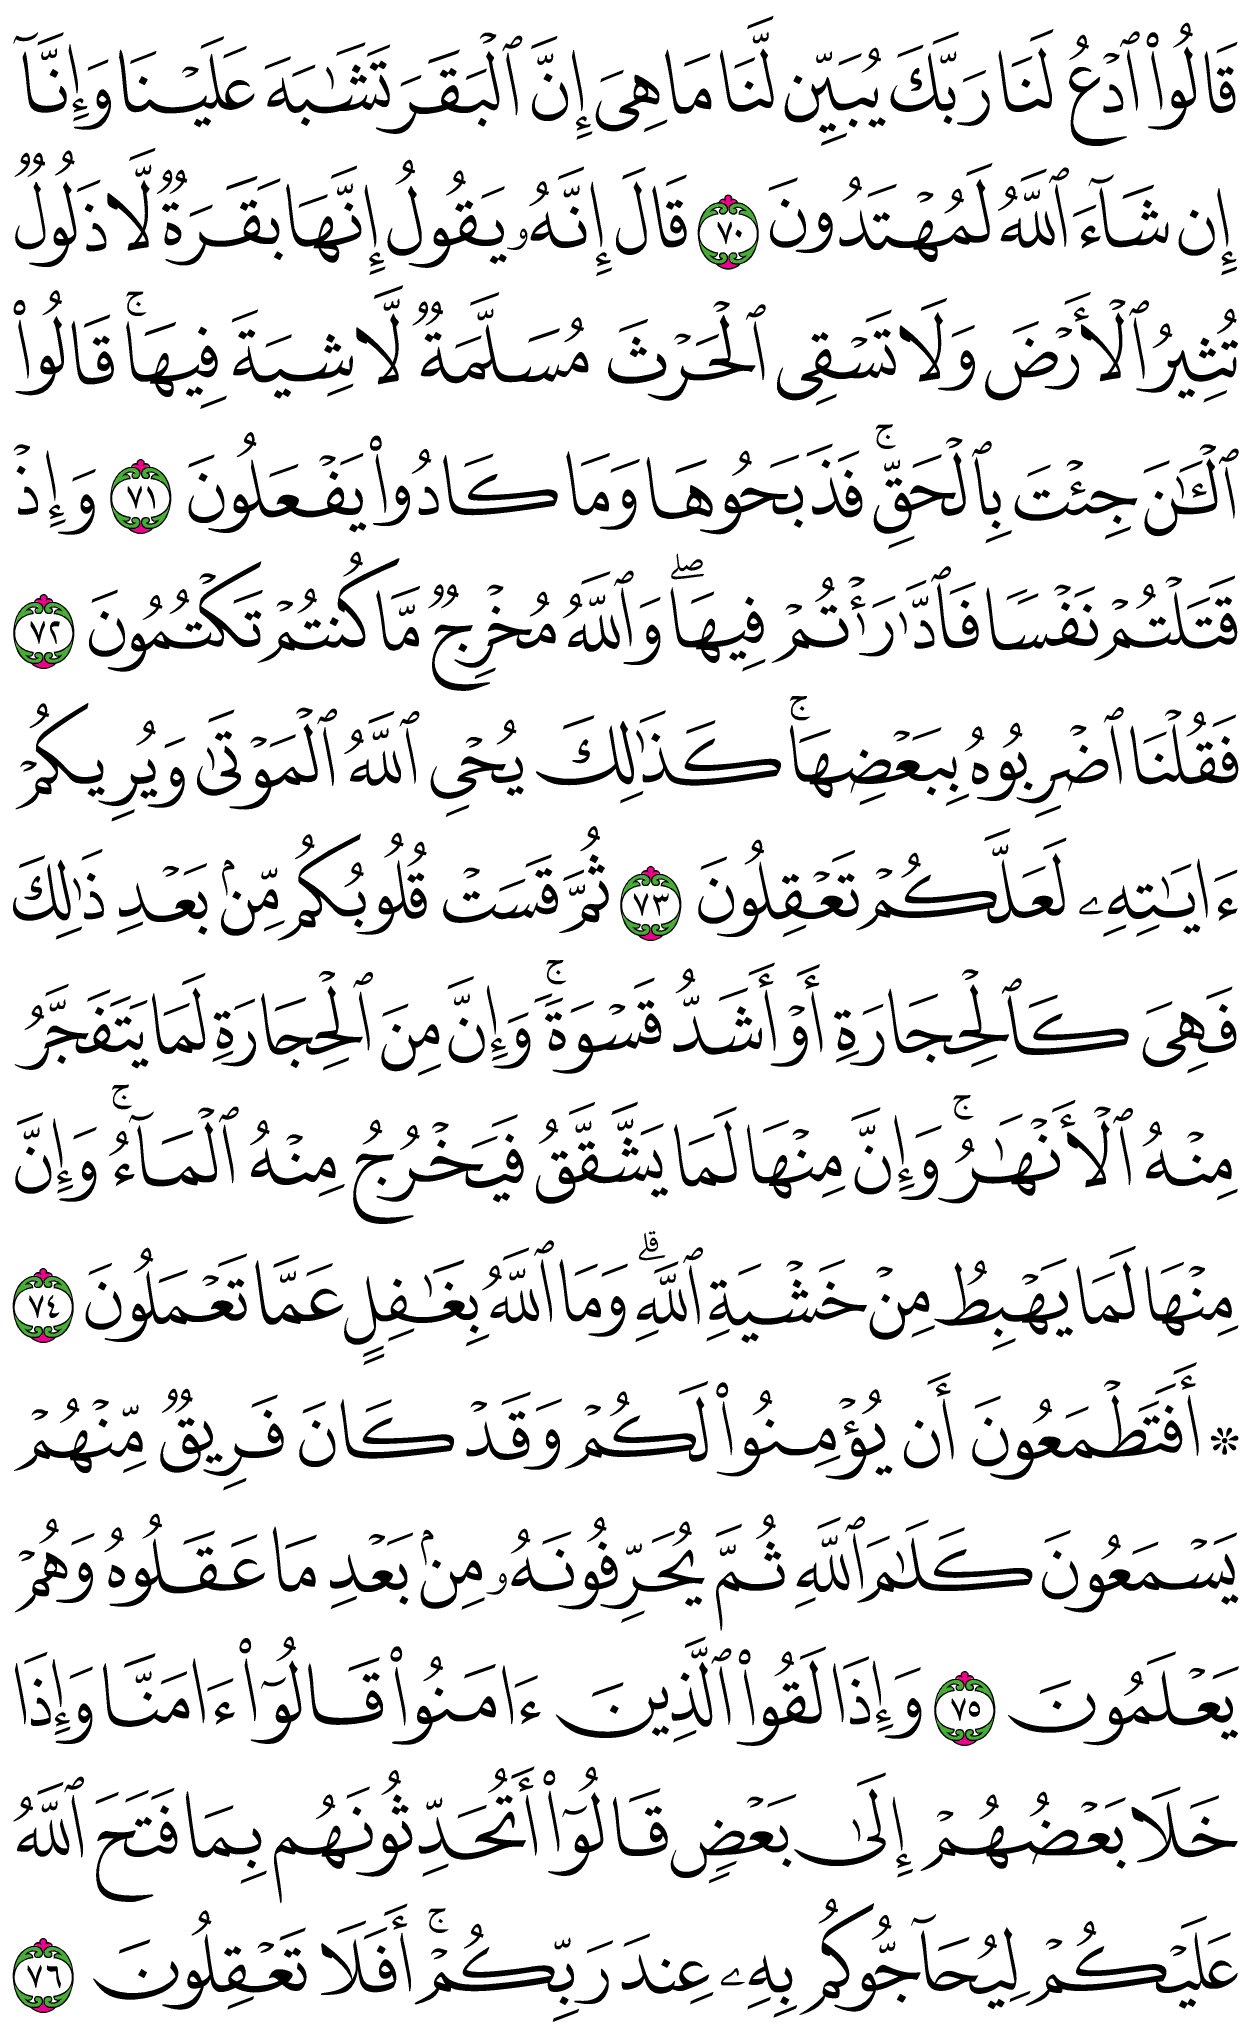 قَالُوا۟ ٱدۡعُ لَنَا رَبَّكَ يُبَيِّن لَّنَا مَا هِيَ إِنَّ ٱلۡبَقَرَ تَشَٰبَهَ عَلَيۡنَا وَإِنَّآ
إِن شَآءَ ٱللَّهُ لَمُهۡتَدُونَ ٧٠ قَالَ إِنَّهُۥ يَقُولُ إِنَّهَا بَقَرَةٞ لَّا ذَلُولٞ
تُثِيرُ ٱلۡأَرۡضَ وَلَا تَسۡقِي ٱلۡحَرۡثَ مُسَلَّمَةٞ لَّا شِيَةَ فِيهَاۚ قَالُوا۟
ٱلۡـَٰٔنَ جِئۡتَ بِٱلۡحَقِّۚ فَذَبَحُوهَا وَمَا كَادُوا۟ يَفۡعَلُونَ ٧١ وَإِذۡ
قَتَلۡتُمۡ نَفۡسٗا فَٱدَّٰرَٰٔتُمۡ فِيهَاۖ وَٱللَّهُ مُخۡرِجٞ مَّا كُنتُمۡ تَكۡتُمُونَ ٧٢
فَقُلۡنَا ٱضۡرِبُوهُ بِبَعۡضِهَاۚ كَذَٰلِكَ يُحۡيِ ٱللَّهُ ٱلۡمَوۡتَىٰ وَيُرِيكُمۡ
ءَايَٰتِهِۦ لَعَلَّكُمۡ تَعۡقِلُونَ ٧٣ ثُمَّ قَسَتۡ قُلُوبُكُم مِّنۢ بَعۡدِ ذَٰلِكَ
فَهِيَ كَٱلۡحِجَارَةِ أَوۡ أَشَدُّ قَسۡوَةٗۚ وَإِنَّ مِنَ ٱلۡحِجَارَةِ لَمَا يَتَفَجَّرُ
مِنۡهُ ٱلۡأَنۡهَٰرُۚ وَإِنَّ مِنۡهَا لَمَا يَشَّقَّقُ فَيَخۡرُجُ مِنۡهُ ٱلۡمَآءُۚ وَإِنَّ
مِنۡهَا لَمَا يَهۡبِطُ مِنۡ خَشۡيَةِ ٱللَّهِۗ وَمَا ٱللَّهُ بِغَٰفِلٍ عَمَّا تَعۡمَلُونَ ٧٤
۞ أَفَتَطۡمَعُونَ أَن يُؤۡمِنُوا۟ لَكُمۡ وَقَدۡ كَانَ فَرِيقٞ مِّنۡهُمۡ
يَسۡمَعُونَ كَلَٰمَ ٱللَّهِ ثُمَّ يُحَرِّفُونَهُۥ مِنۢ بَعۡدِ مَا عَقَلُوهُ وَهُمۡ
يَعۡلَمُونَ ٧٥ وَإِذَا لَقُوا۟ ٱلَّذِينَ ءَامَنُوا۟ قَالُوٓا۟ ءَامَنَّا وَإِذَا
خَلَا بَعۡضُهُمۡ إِلَىٰ بَعۡضٖ قَالُوٓا۟ أَتُحَدِّثُونَهُم بِمَا فَتَحَ ٱللَّهُ
عَلَيۡكُمۡ لِيُحَآجُّوكُم بِهِۦ عِندَ رَبِّكُمۡۚ أَفَلَا تَعۡقِلُونَ ٧٦